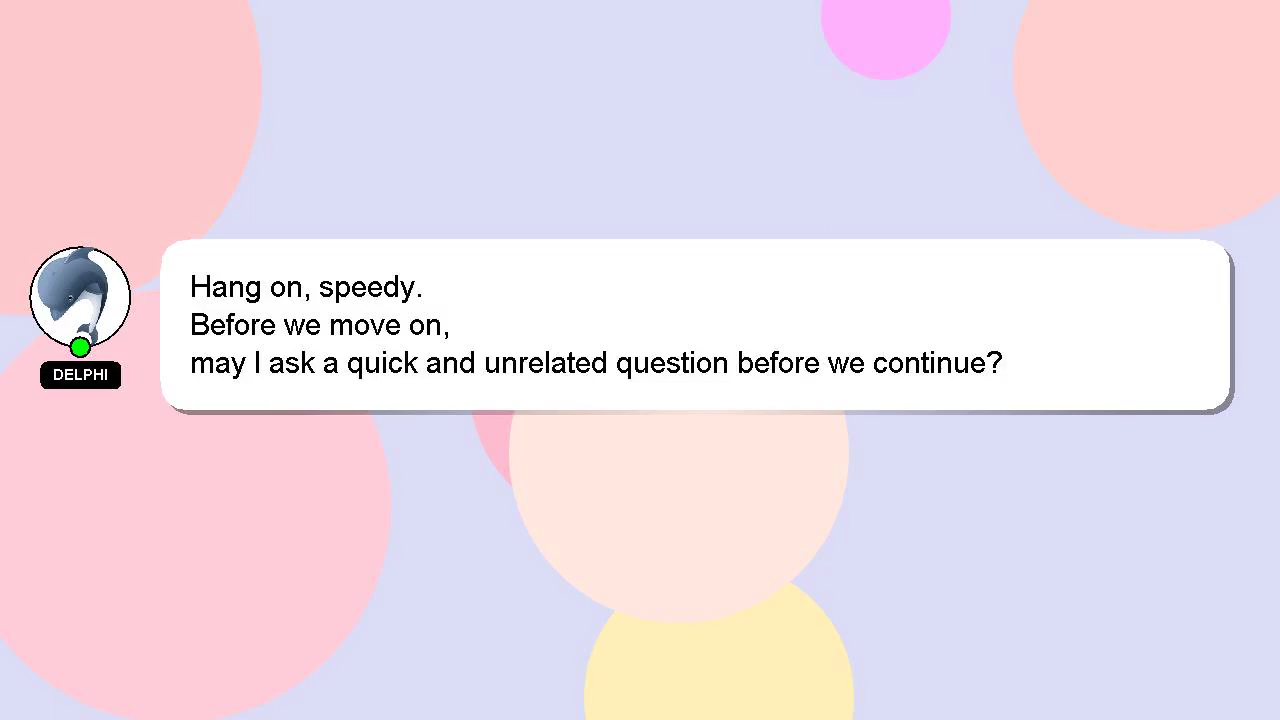 Hang on, speedy.
Before we move on,
may I ask a quick and unrelated question before we continue?
DELPHI